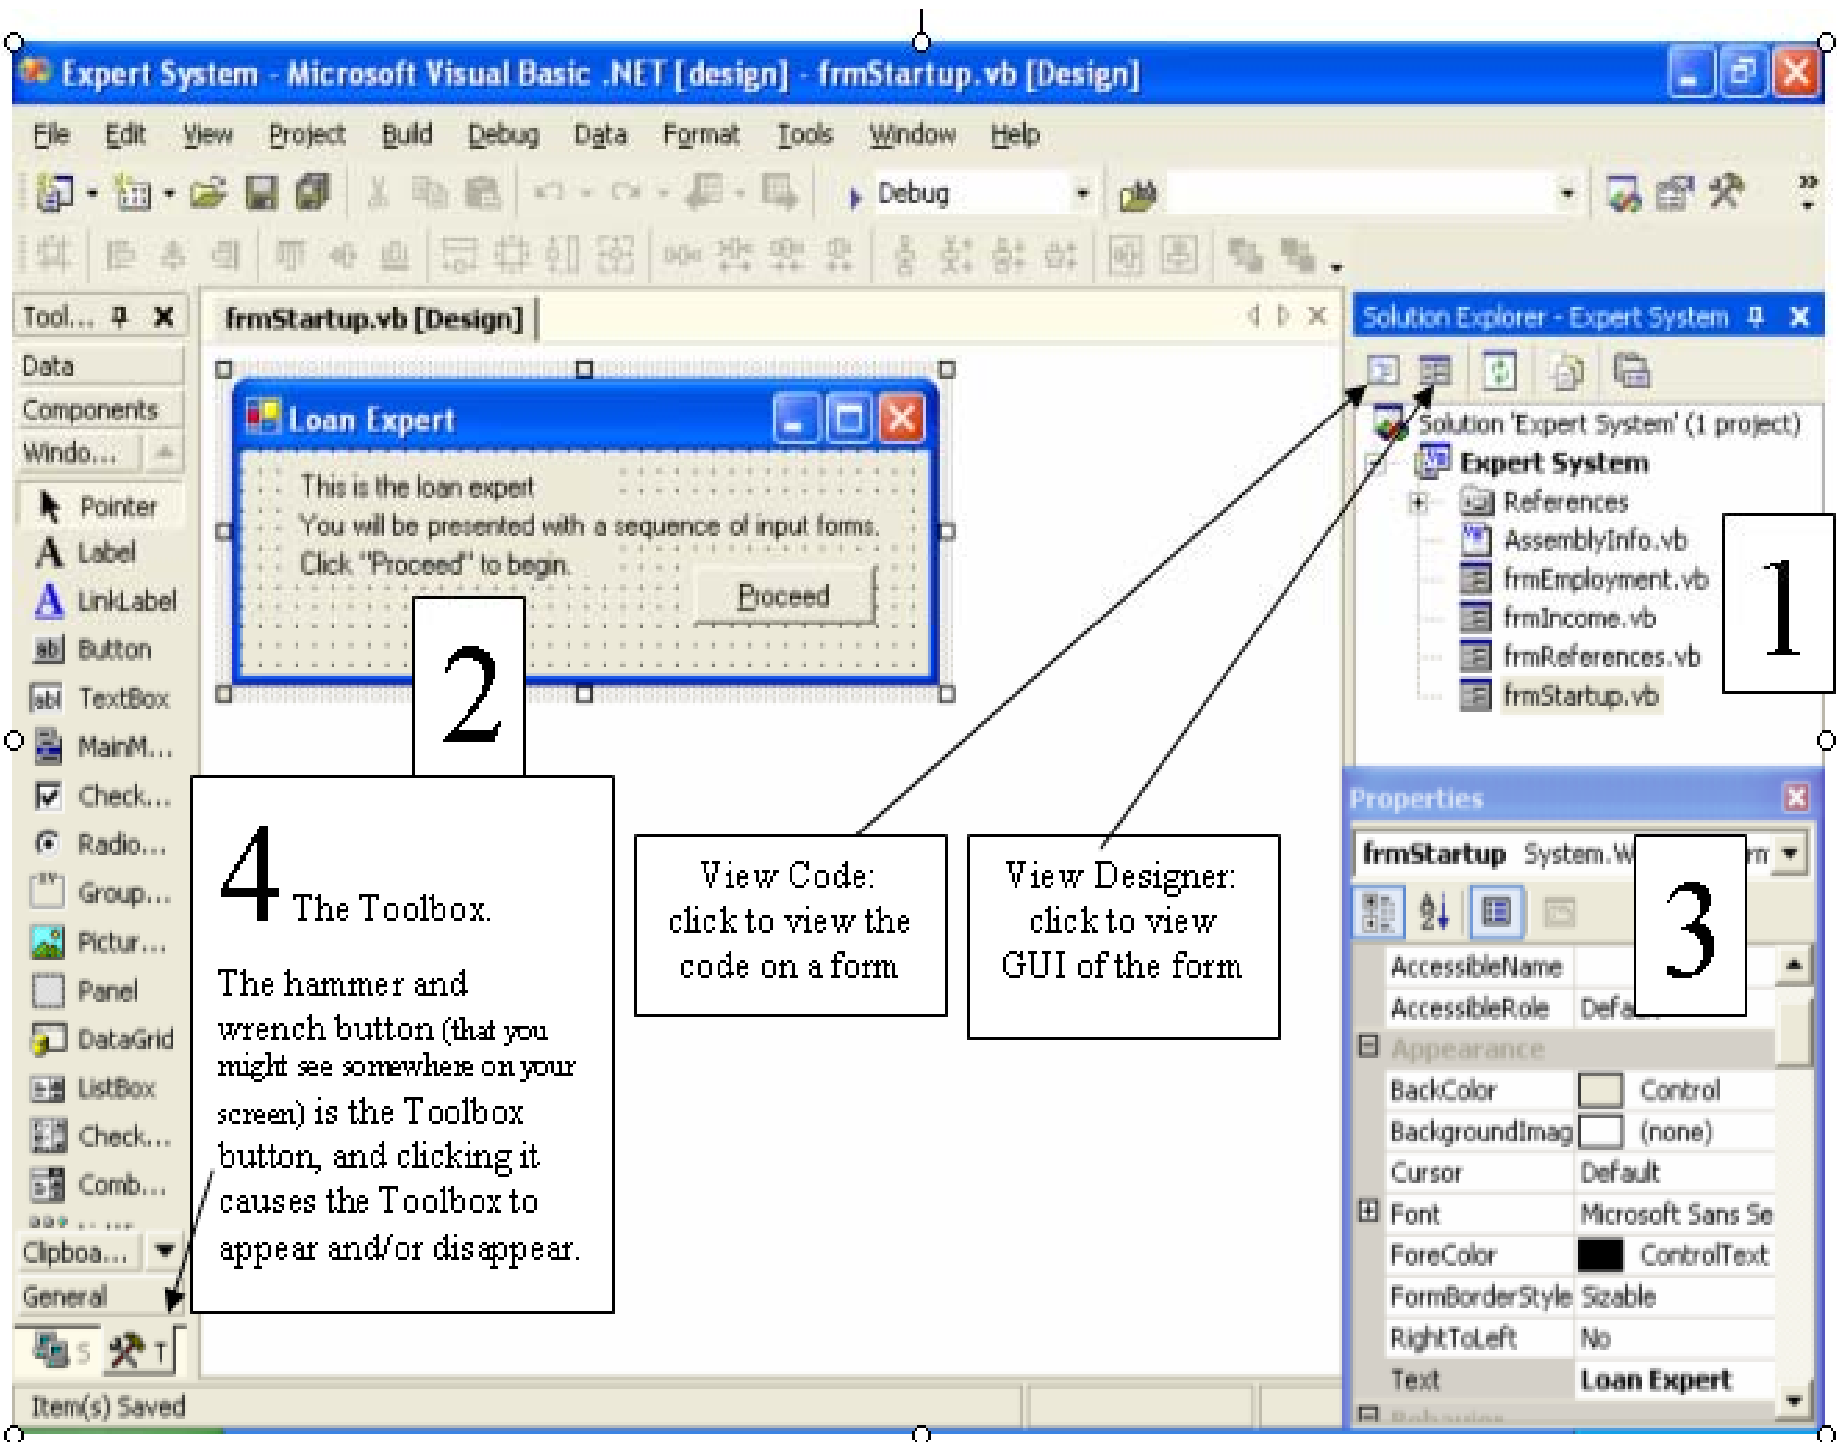 Expert System - Microsoft Visual Basic .NET [design] - frmStartup.vb [Design]
File Edit View Project Build Debug Data Format Tools Window Help
Debug
Tool...
Data
Components
Windo...
Pointer
Label
LinkLabel
Button
TextBox
MainM...
Check...
Radio...
Group...
Pictur...
Panel
DataGrid
ListBox
Check...
Comb...
Clipboa...
General
S T
Item(s) Saved
frmStartup.vb [Design]
Loan Expert
This is the loan expert
You will be presented with a sequence of input forms.
Click "Proceed" to begin.
Proceed
2
4 The Toolbox.
The hammer and
wrench button (that you
might see somewhere on your
screen) is the Toolbox
button, and clicking it
causes the Toolbox to
appear and/or disappear.
View Code:
click to view the
code on a form
View Designer:
click to view
GUI of the form
Solution Explorer - Expert System
Solution 'Expert System' (1 project)
Expert System
References
AssemblyInfo.vb
frmEmployment.vb
frmIncome.vb
frmReferences.vb
frmStartup.vb
1
Properties
frmStartup System.W
3
AccessibleName
AccessibleRole Default
Appearance
BackColor Control
BackgroundImag (none)
Cursor Default
Font Microsoft Sans Se
ForeColor ControlText
FormBorderStyle Sizable
RightToLeft No
Text Loan Expert
Behavior